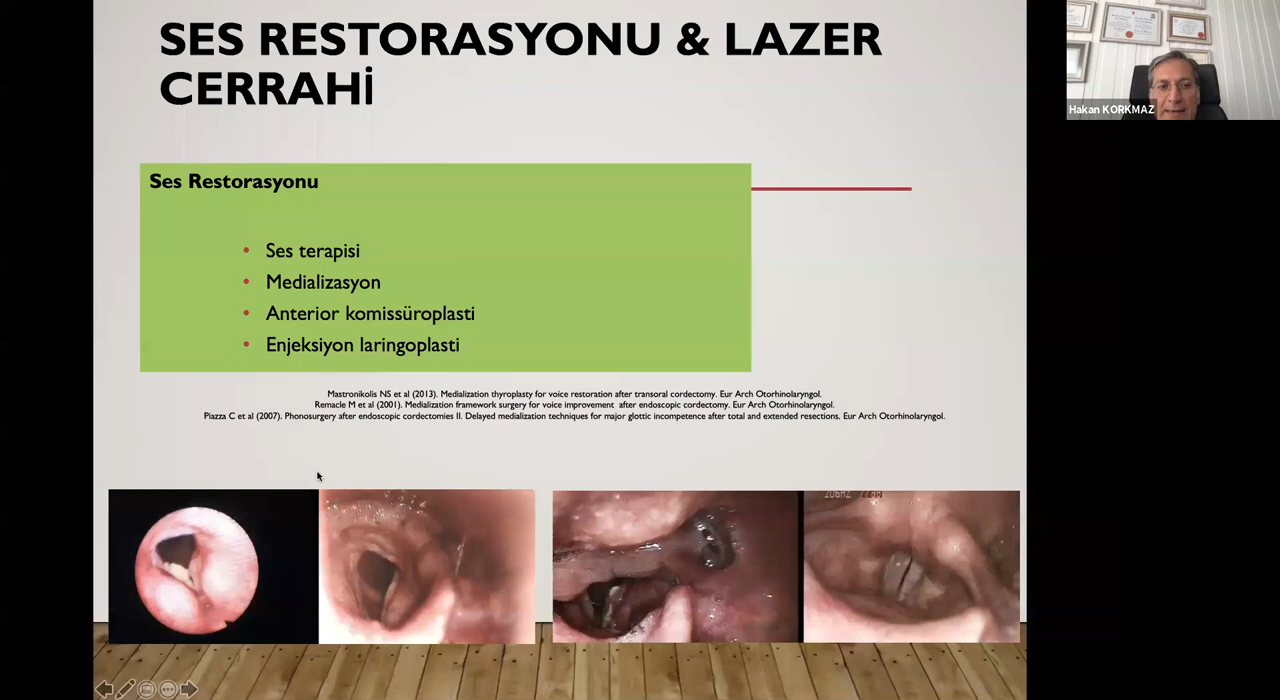 SES RESTORASYONU & LAZER
CERRAHİ
Hakan KORKMAZ
Ses Restorasyonu
• Ses terapisi
• Medializasyon
• Anterior komissüroplasti
• Enjeksiyon laringoplasti
Mastronikolis NS et al (2013). Medialization thyroplasty for voice restoration after transoral cordectomy. Eur Arch Otorhinolaryngol.
Remacle M et al (2001). Medialization framework surgery for voice improvement after endoscopic cordectomy. Eur Arch Otorhinolaryngol.
Piazza C et al (2007). Phonosurgery after endoscopic cordectomies II. Delayed medialization techniques for major glottic incompetence after total and extended resections. Eur Arch Otorhinolaryngol.